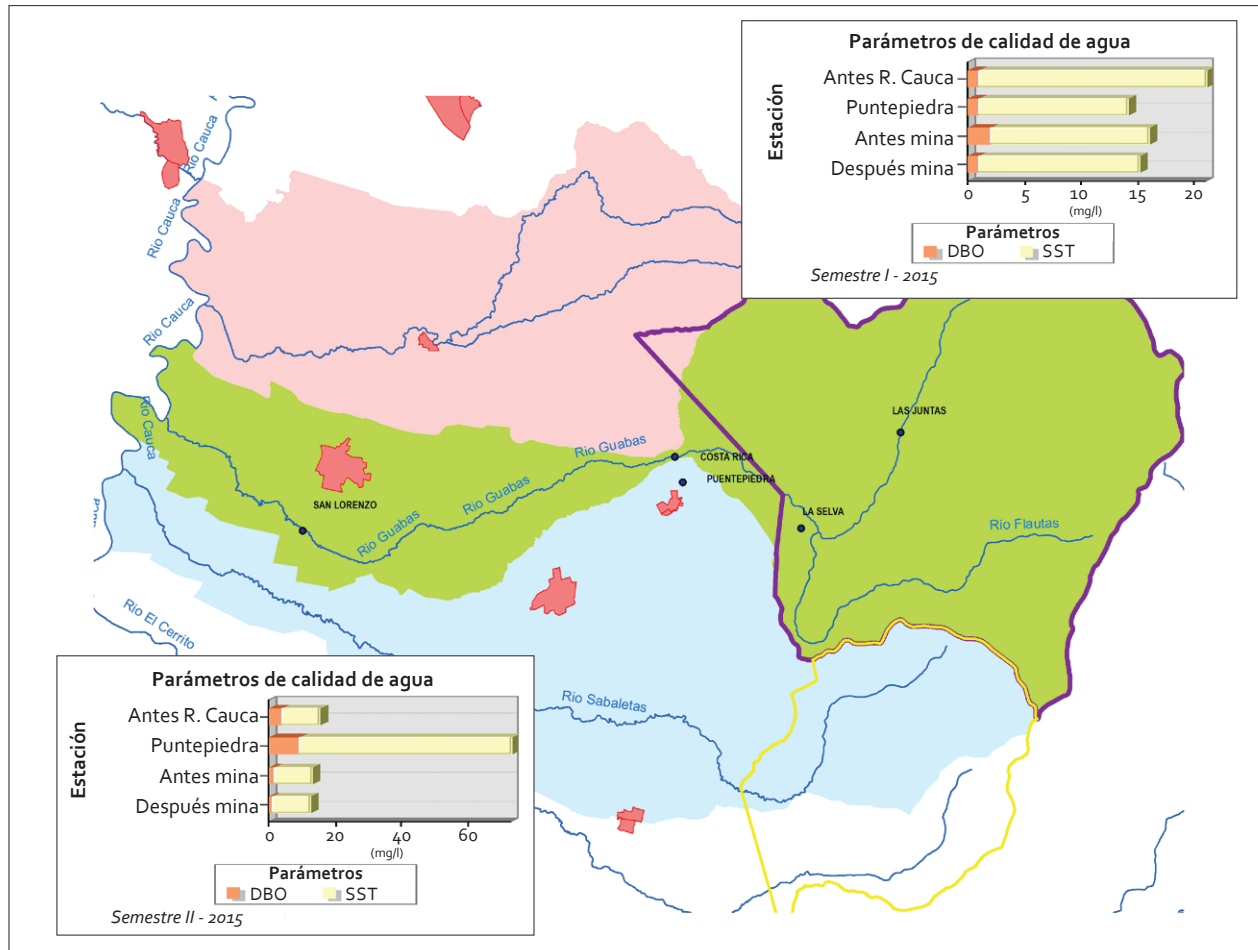 Parámetros de calidad de agua
Estación
Antes R. Cauca
Puntepiedra
Antes mina
Después mina
0 5 10 15 20
(mg/l)
Parámetros
DBO SST
Semestre I - 2015
Rio Cauca
Rio Cauca
Rio Cauca
Rio Cauca
Rio Cauca
LAS JUNTAS
Rio Guabas
COSTA RICA
PUENTEPIEDRA
SAN LORENZO
Rio Guabas
Rio Guabas
LA SELVA
Rio Flautas
Rio El Cerrito
Rio Sabaletas
Parámetros de calidad de agua
Estación
Antes R. Cauca
Puntepiedra
Antes mina
Después mina
0 20 40 60
(mg/l)
Parámetros
DBO SST
Semestre II - 2015